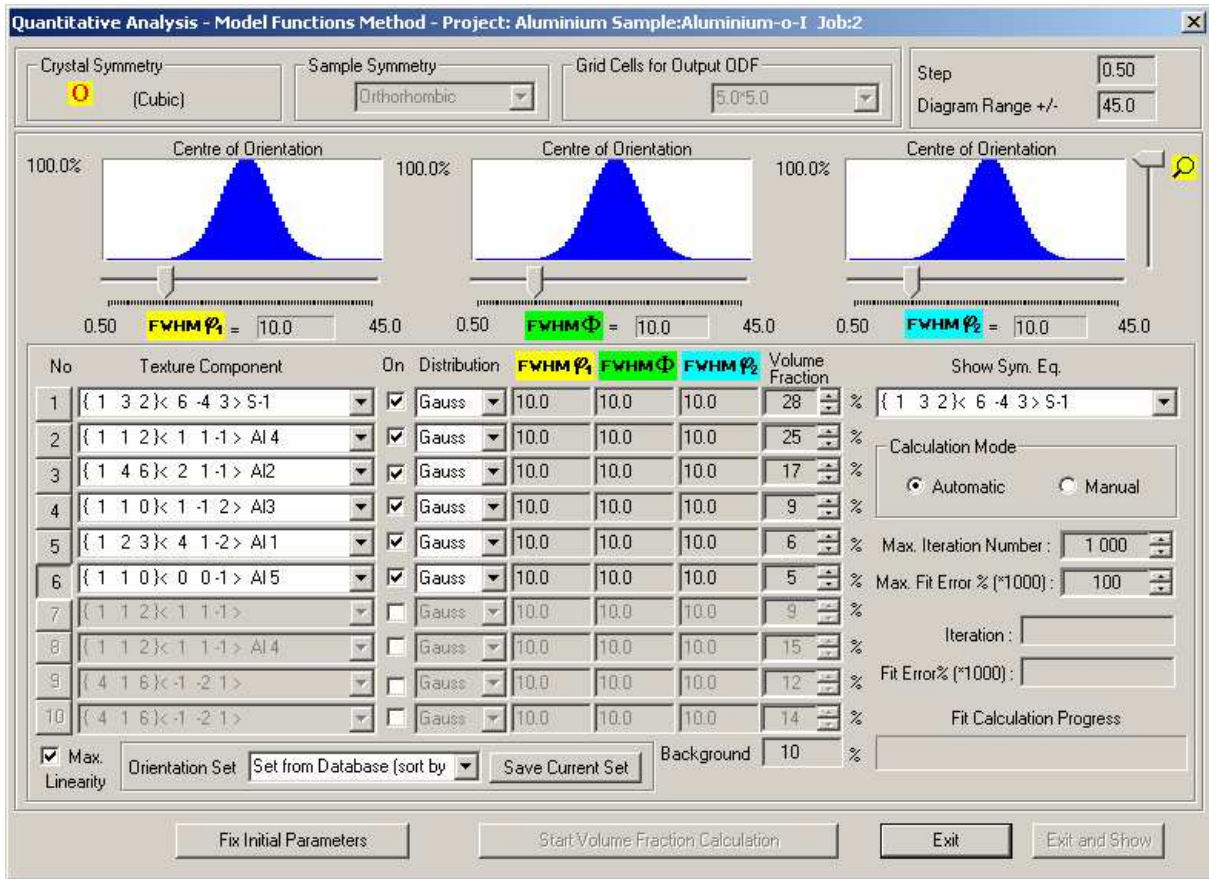 Quantitative Analysis - Model Functions Method - Project: Aluminium Sample:Aluminium-o-I Job:2
Crystal Symmetry Sample Symmetry Grid Cells for Output ODF
O (Cubic) Orthorhombic 5.0*5.0
Step 0.50
Diagram Range +/- 45.0
Centre of Orientation Centre of Orientation Centre of Orientation
100.0% 100.0% 100.0%
0.50 FWHM φ1 = 10.0 45.0 0.50 FWHM Φ = 10.0 45.0 0.50 FWHM φ2 = 10.0 45.0
No Texture Component On Distribution FWHM φ1 FWHM Φ FWHM φ2 Volume Fraction Show Sym. Eq.
1 { 1 3 2}< 6 -4 3> S-1 Gauss 10.0 10.0 10.0 28 % { 1 3 2}< 6 -4 3> S-1
2 { 1 1 2}< 1 1 -1 > Al 4 Gauss 10.0 10.0 10.0 25 %
3 { 1 4 6}< 2 1 -1> Al2 Gauss 10.0 10.0 10.0 17 %
4 { 1 1 0}< 1 -1 2> Al3 Gauss 10.0 10.0 10.0 9 %
5 { 1 2 3}< 4 1 -2> Al 1 Gauss 10.0 10.0 10.0 6 %
6 { 1 1 0}< 0 0 -1> Al 5 Gauss 10.0 10.0 10.0 5 %
7 { 1 1 2}< 1 1 -1 > Gauss 10.0 10.0 10.0 9 %
8 { 1 1 2}< 1 1 -1 > Al 4 Gauss 10.0 10.0 10.0 15 %
9 { 4 1 6}< -1 -2 1 > Gauss 10.0 10.0 10.0 12 %
10 { 4 1 6}< -1 -2 1 > Gauss 10.0 10.0 10.0 14 %
Calculation Mode
Automatic Manual
Max. Iteration Number : 1 000
Max. Fit Error % (*1000) : 100
Iteration :
Fit Error% (*1000) :
Fit Calculation Progress
Max. Linearity Orientation Set Set from Database (sort by Save Current Set Background 10 %
Fix Initial Parameters Start Volume Fraction Calculation Exit Exit and Show